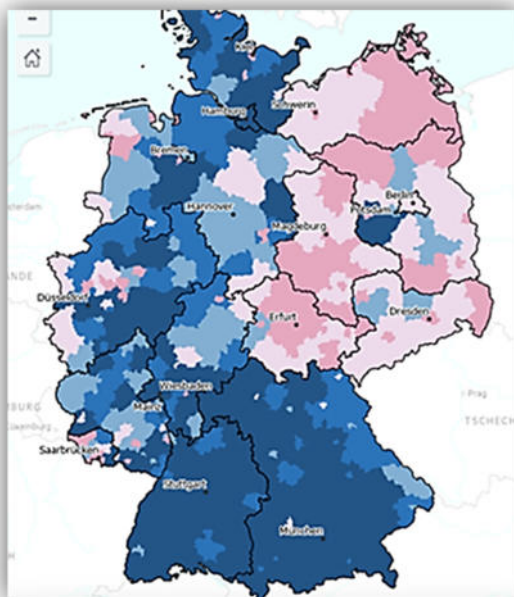 Kiel
Hamburg
Schwerin
Bremen
Berlin
Potsdam
Hannover
Magdeburg
Düsseldorf
Erfurt
Dresden
Wiesbaden
Prag
Mainz
TSCHECH
Saarbrücken
Stuttgart
München